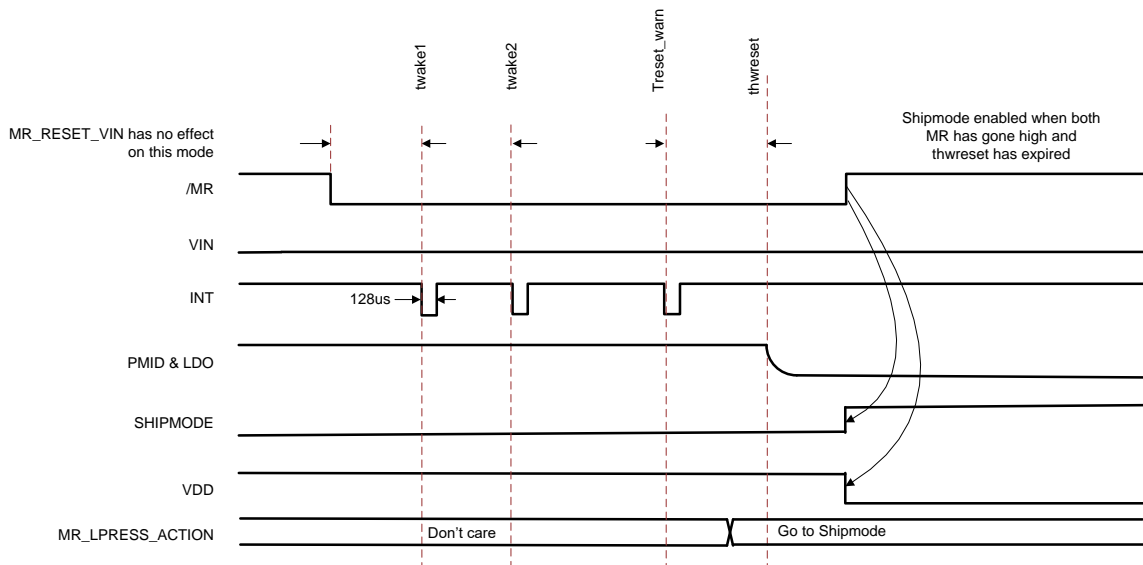 twake1
twake2
Treset_warn
thwreset
MR_RESET_VIN has no effect
on this mode
Shipmode enabled when both
MR has gone high and
thwreset has expired
/MR
VIN
INT
128us
PMID & LDO
SHIPMODE
VDD
MR_LPRESS_ACTION
Don't care
Go to Shipmode